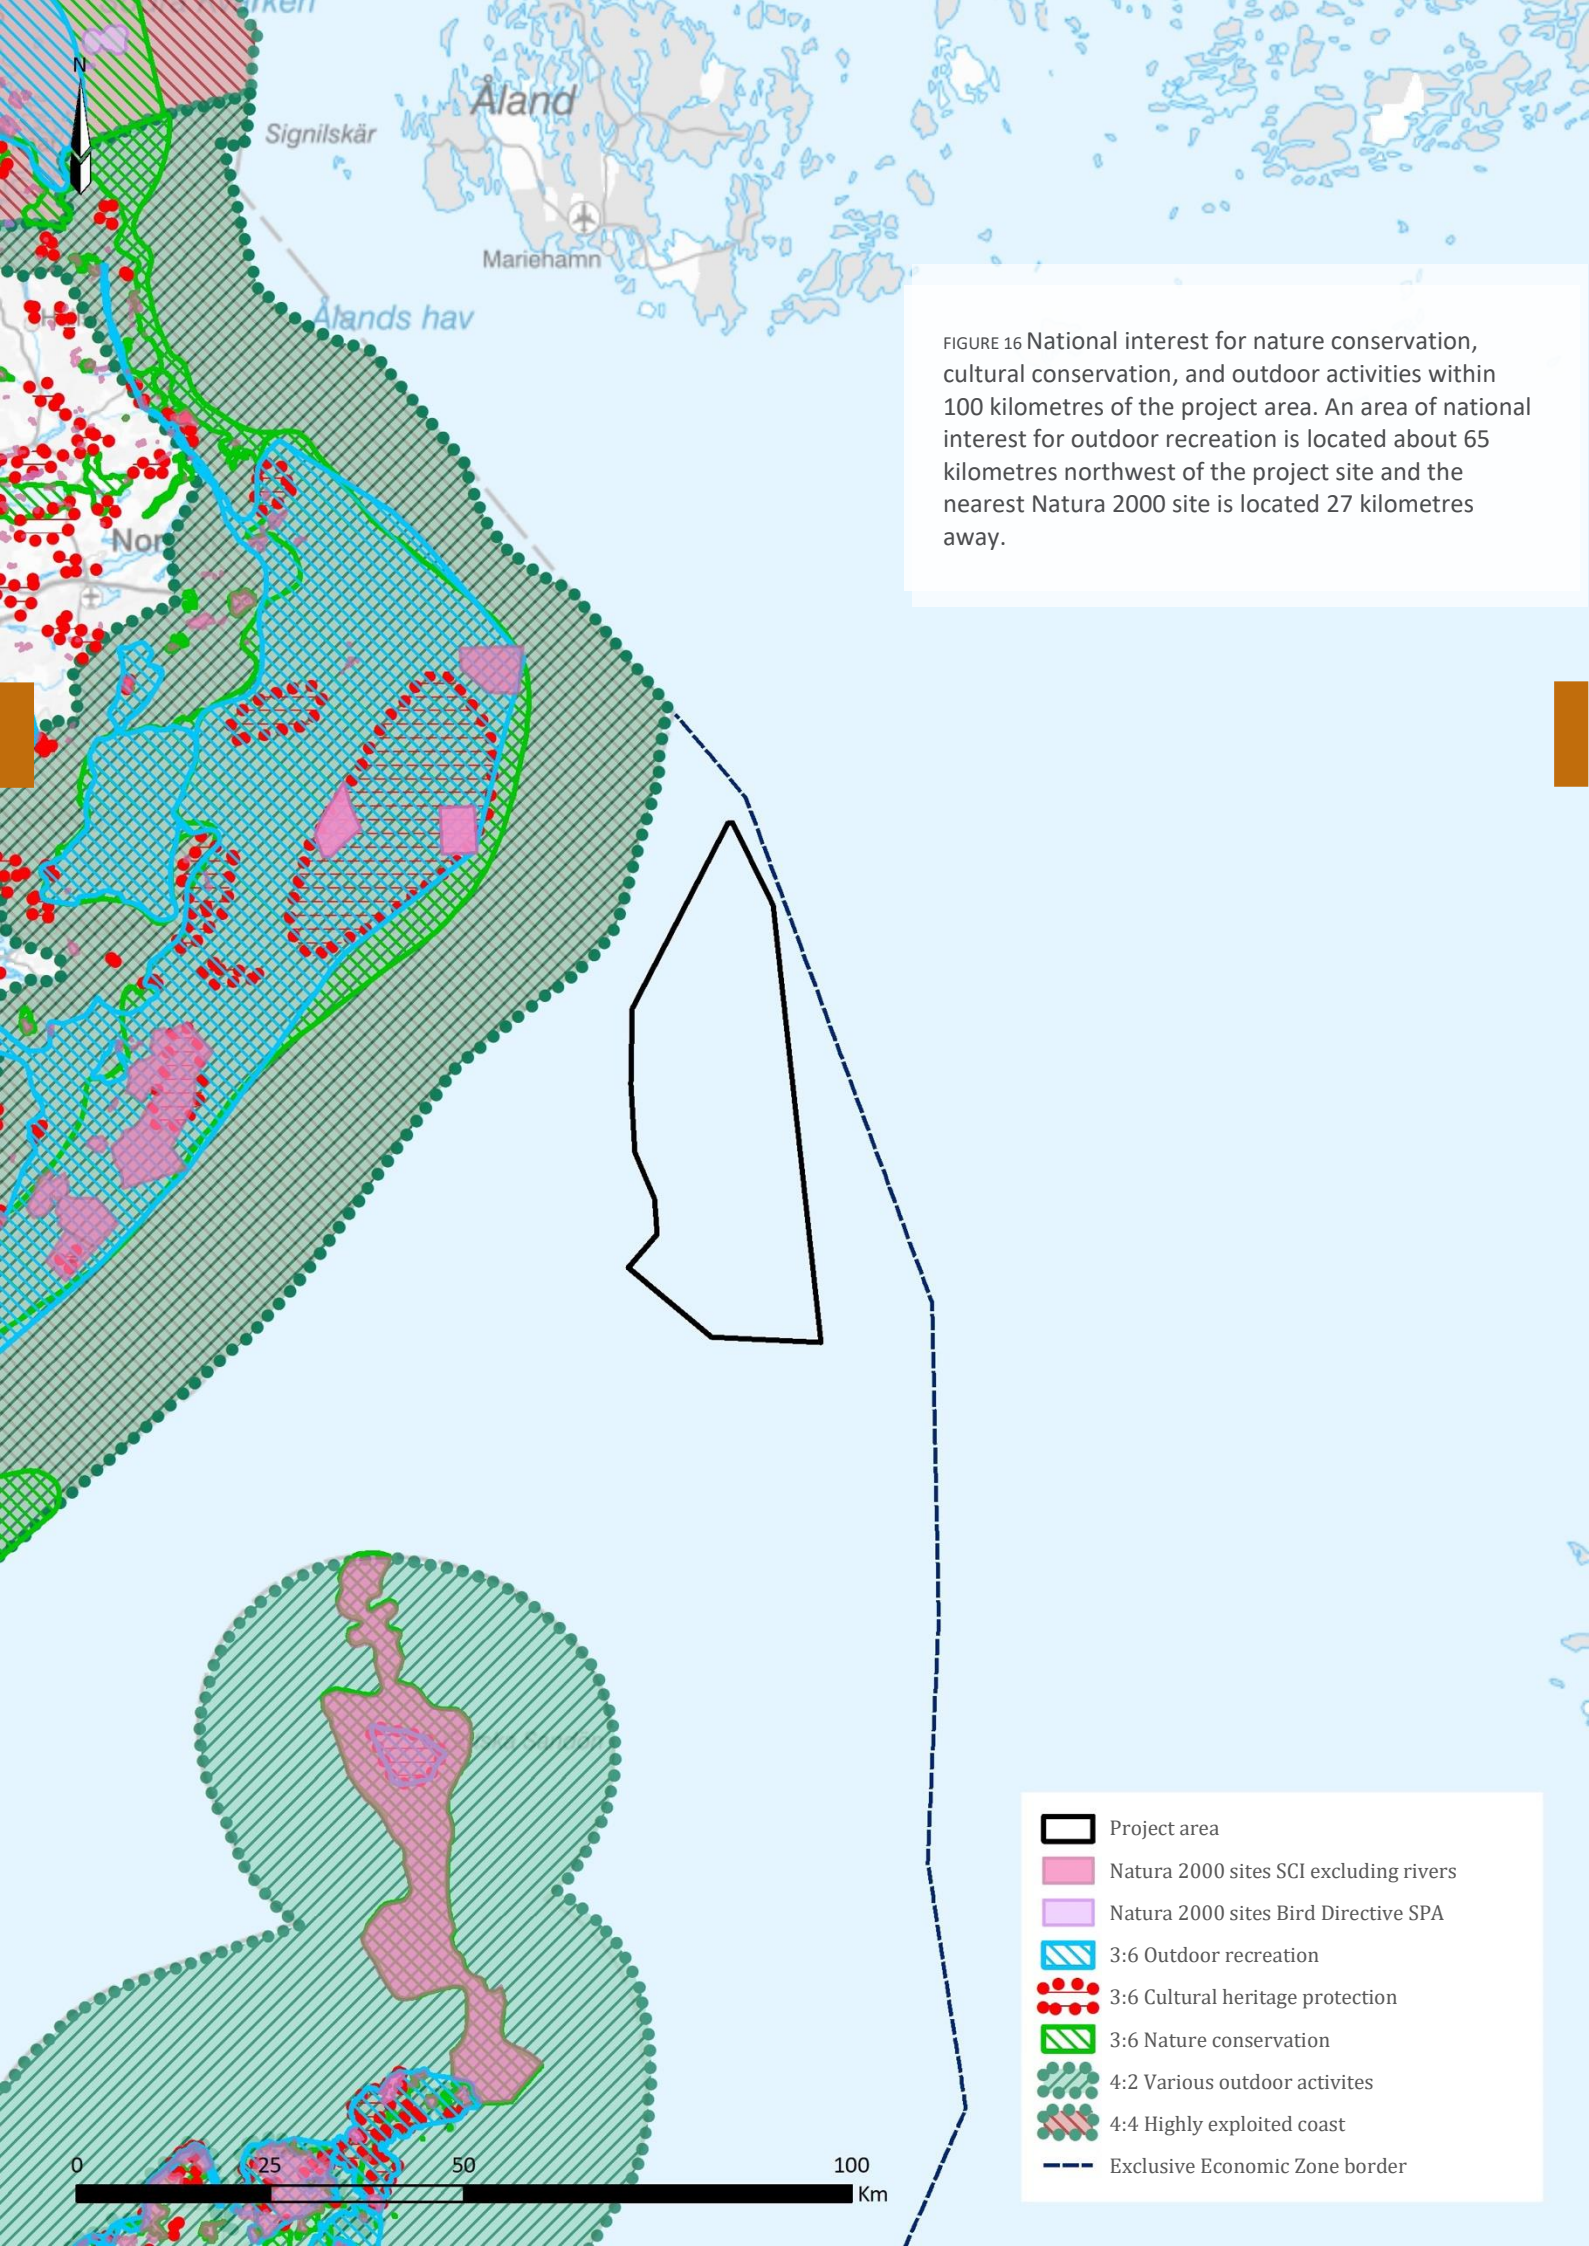 N
Åland
Signilskär
Mariehamn
Ålands hav
FIGURE 16 National interest for nature conservation,
cultural conservation, and outdoor activities within
100 kilometres of the project area. An area of national
interest for outdoor recreation is located about 65
kilometres northwest of the project site and the
nearest Natura 2000 site is located 27 kilometres
away.
Nor
Project area
Natura 2000 sites SCI excluding rivers
Natura 2000 sites Bird Directive SPA
3:6 Outdoor recreation
3:6 Cultural heritage protection
3:6 Nature conservation
4:2 Various outdoor activites
4:4 Highly exploited coast
Exclusive Economic Zone border
0 25 50 100
Km